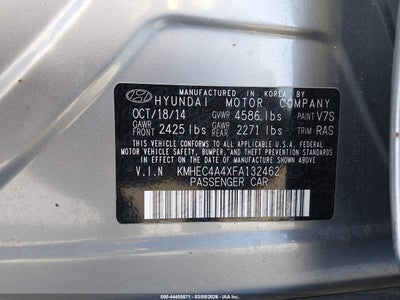 MANUFACTURED IN KOREA BY
HYUNDAI MOTOR COMPANY
OCT/18/14 GVWR 4586 lbs PAINT V7S
GAWR FRONT 2425 lbs GAWR REAR 2271 lbs TRIM RAS
THIS VEHICLE CONFORMS TO ALL APPLICABLE U.S.
FEDERAL MOTOR VEHICLE SAFETY, BUMPER, AND THEFT
PREVENTION STANDARDS IN EFFECT ON THE DATE OF
MANUFACTURE SHOWN ABOVE.
V.I.N KMHEC4A4XFA132462
PASSENGER CAR
000-44458871 - 03/09/2026 - IAA, Inc.